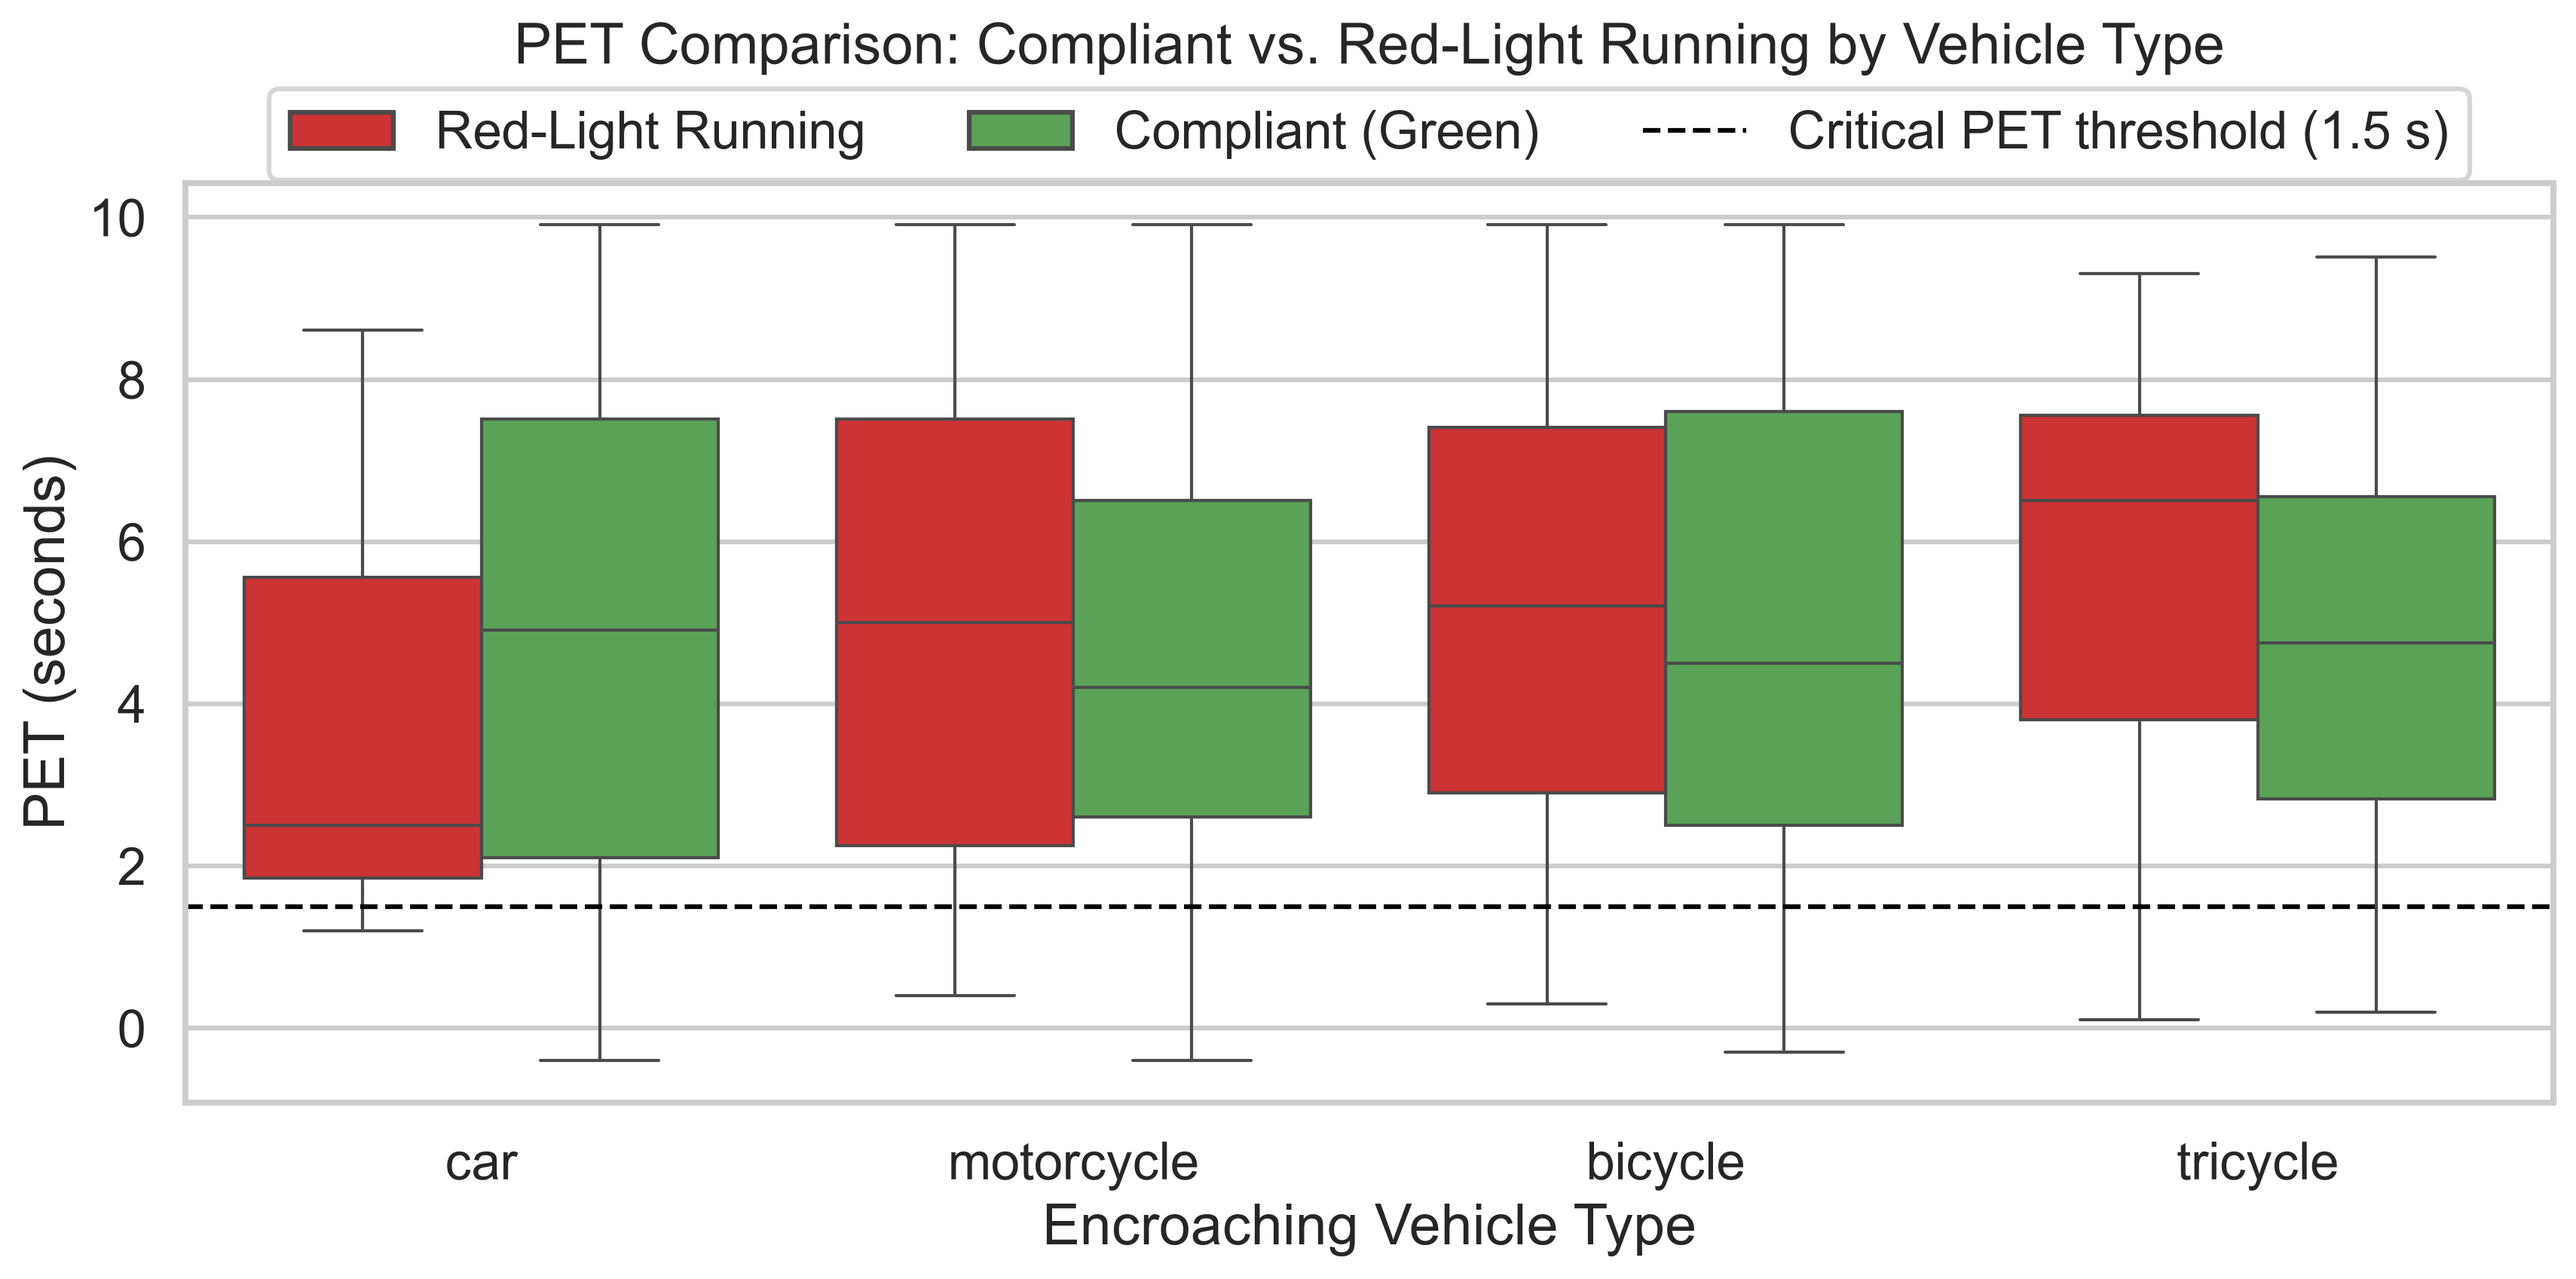 PET Comparison: Compliant vs. Red-Light Running by Vehicle Type
Red-Light Running Compliant (Green) Critical PET threshold (1.5 s)
10
8
6
4
2
0
PET (seconds)
car motorcycle bicycle tricycle
Encroaching Vehicle Type